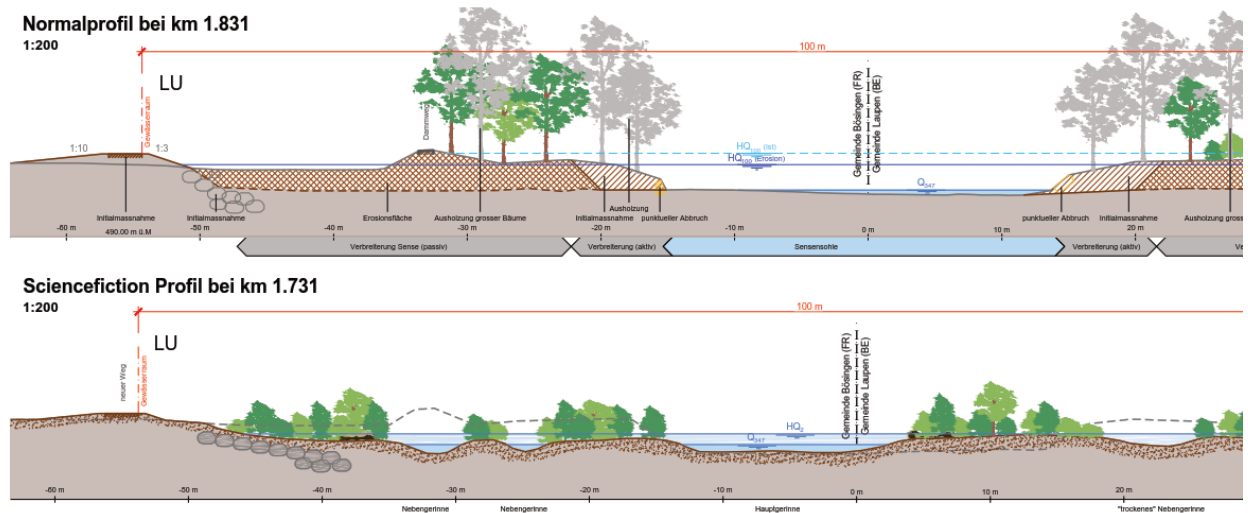 Normalprofil bei km 1.831
1:200
100 m
LU
Gewässerraum
1:10
1:3
Dammweg
HQ100 (Ist)
HQ100 (Erosion)
Gemeinde Bösingen (FR)
Gemeinde Laupen (BE)
Q347
Initialmassnahme
490.00 m ü.M
Initialmassnahme
Erosionsfläche
Ausholzung grosser Bäume
Initialmassnahme
Ausholzung
punktueller Abbruch
punktueller Abbruch
Initialmassnahme
Ausholzung gross
-60 m
-50 m
-40 m
-30 m
-20 m
-10 m
0 m
10 m
20 m
Verbreiterung Sense (passiv)
Verbreiterung (aktiv)
Sensensohle
Verbreiterung (aktiv)
Ve
Sciencefiction Profil bei km 1.731
1:200
100 m
LU
neuer Weg
Gewässerraum
Gemeinde Bösingen (FR)
Gemeinde Laupen (BE)
HQ2
Q347
-60 m
-50 m
-40 m
-30 m
-20 m
-10 m
0 m
10 m
20 m
Nebengerinne
Nebengerinne
Hauptgerinne
"trockenes" Nebengerinne